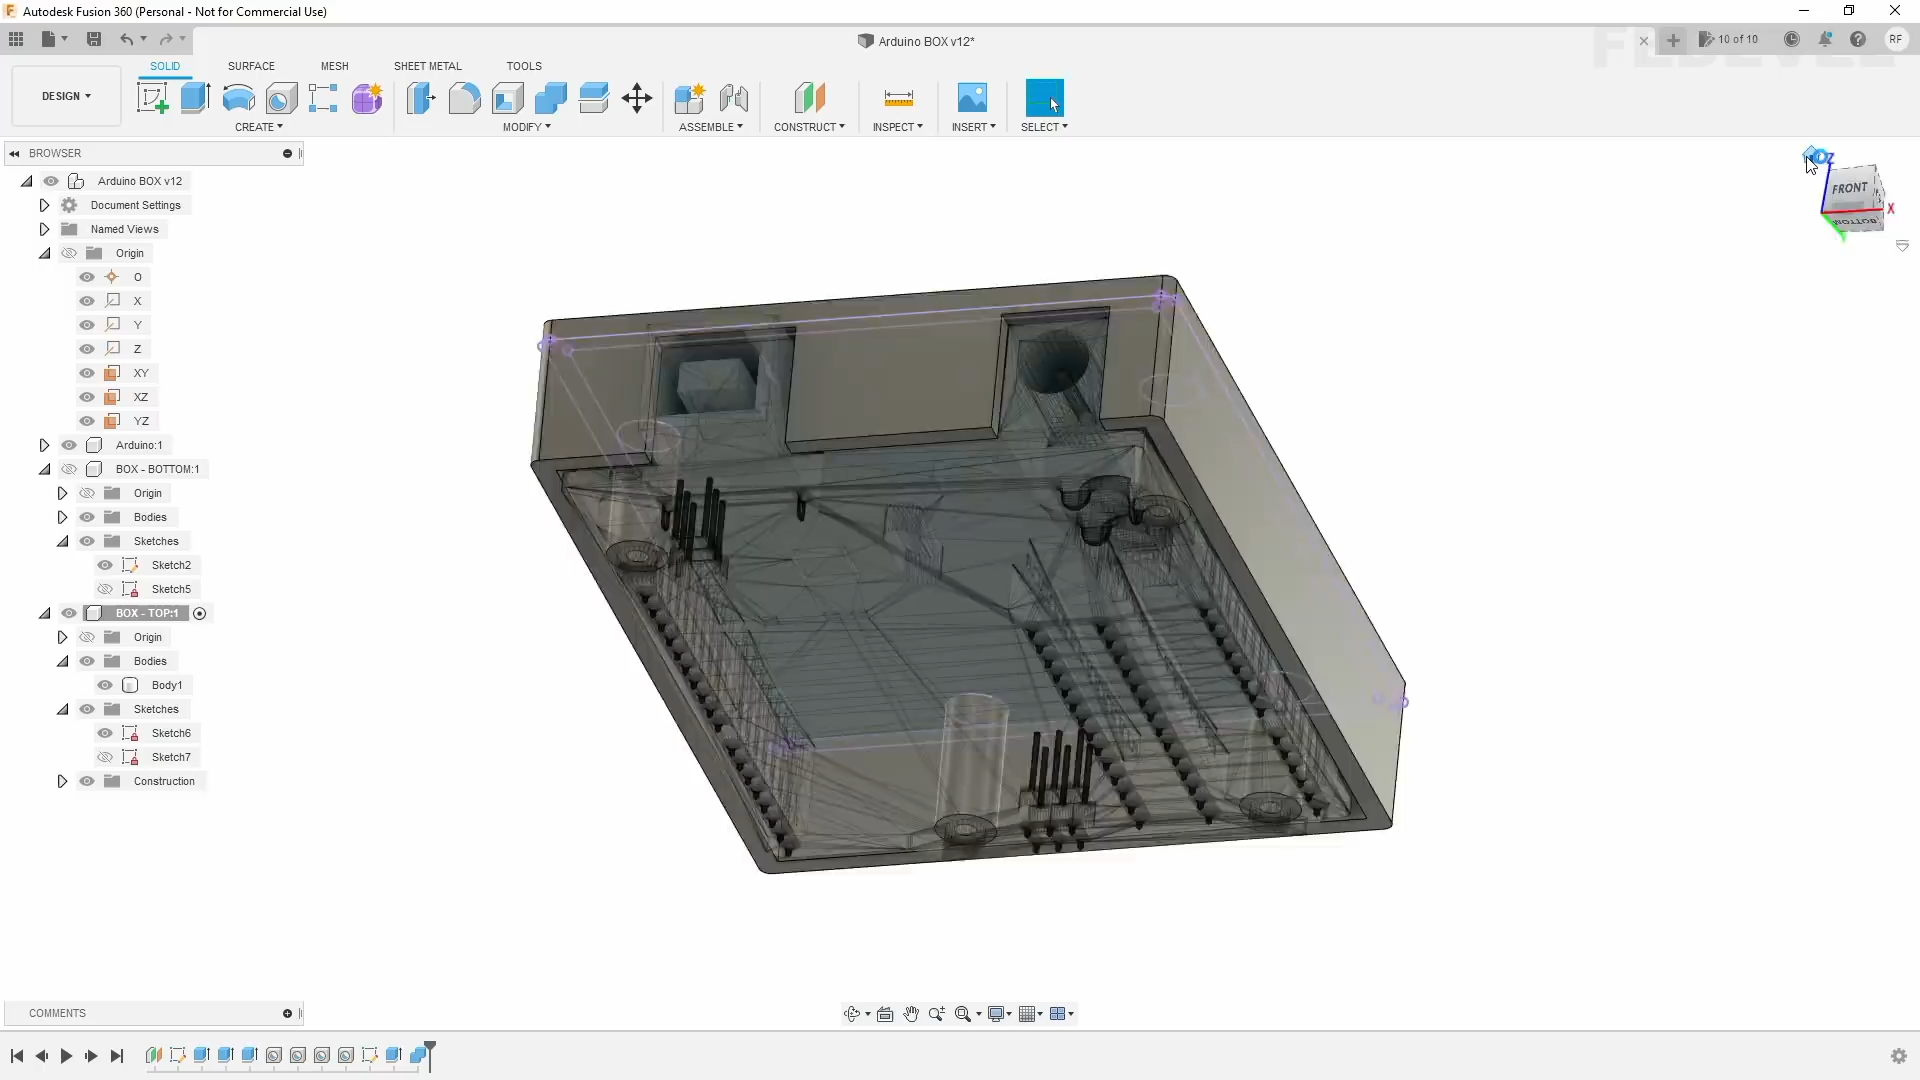 Autodesk Fusion 360 (Personal - Not for Commercial Use)
Arduino BOX v12*
10 of 10
RF
DESIGN
SOLID
SURFACE
MESH
SHEET METAL
TOOLS
CREATE
MODIFY
ASSEMBLE
CONSTRUCT
INSPECT
INSERT
SELECT
BROWSER
Arduino BOX v12
Document Settings
Named Views
Origin
O
X
Y
Z
XY
XZ
YZ
Arduino:1
BOX - BOTTOM:1
Origin
Bodies
Sketches
Sketch2
Sketch5
BOX - TOP:1
Origin
Bodies
Body1
Sketches
Sketch6
Sketch7
Construction
Z
FRONT
X
BOTTOM
COMMENTS